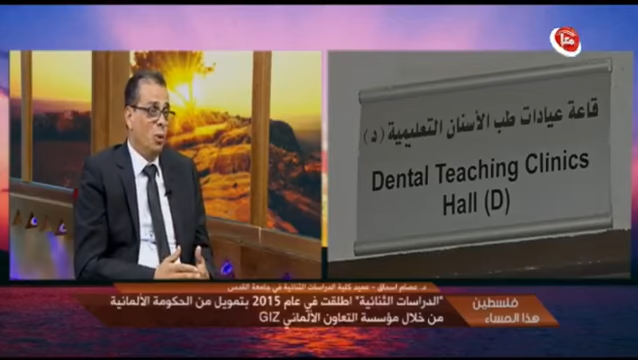 معا
قاعة عيادات طب الأسنان التعليمية (د)
Dental Teaching Clinics
Hall (D)
د. عصام اسحاق - عميد كلية الدراسات الثنائية في جامعة القدس
فلسطين
هذا المساء
"الدراسات الثنائية" اطلقت في عام 2015 بتمويل من الحكومة الألمانية
من خلال مؤسسة التعاون الألماني GIZ